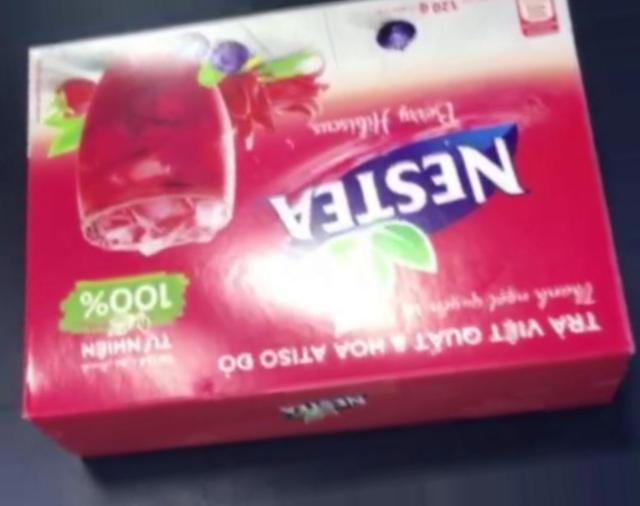 TRÀ VIỆT QUẤT & HOA ATISO ĐỎ
Thanh ngọt quyến rũ
NESTEA
Berry Hibiscus
TỰ NHIÊN
100%
120 g
NESTEA